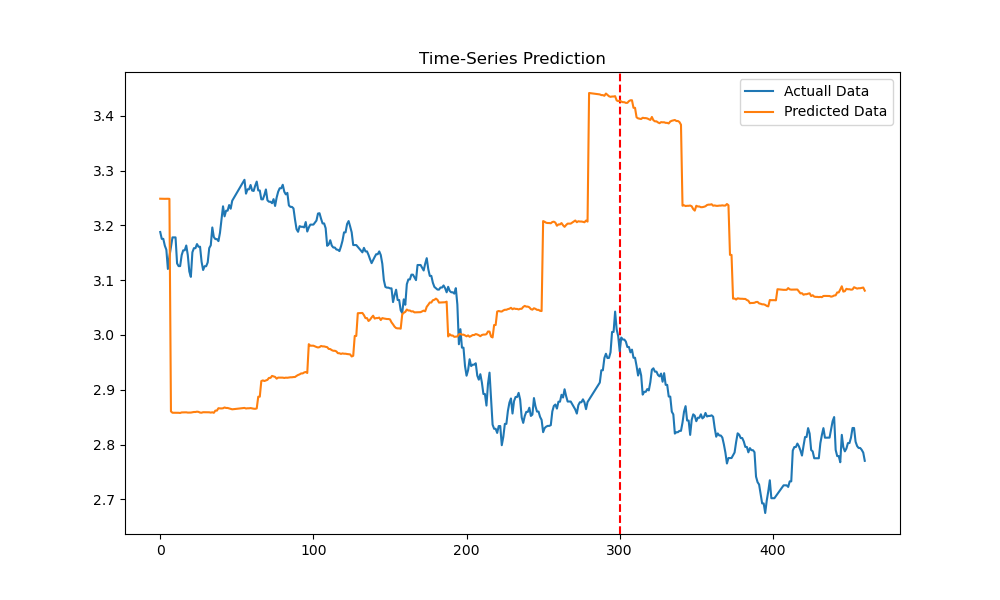 Time-Series Prediction
Actuall Data
Predicted Data
3.4
3.3
3.2
3.1
3.0
2.9
2.8
2.7
0 100 200 300 400